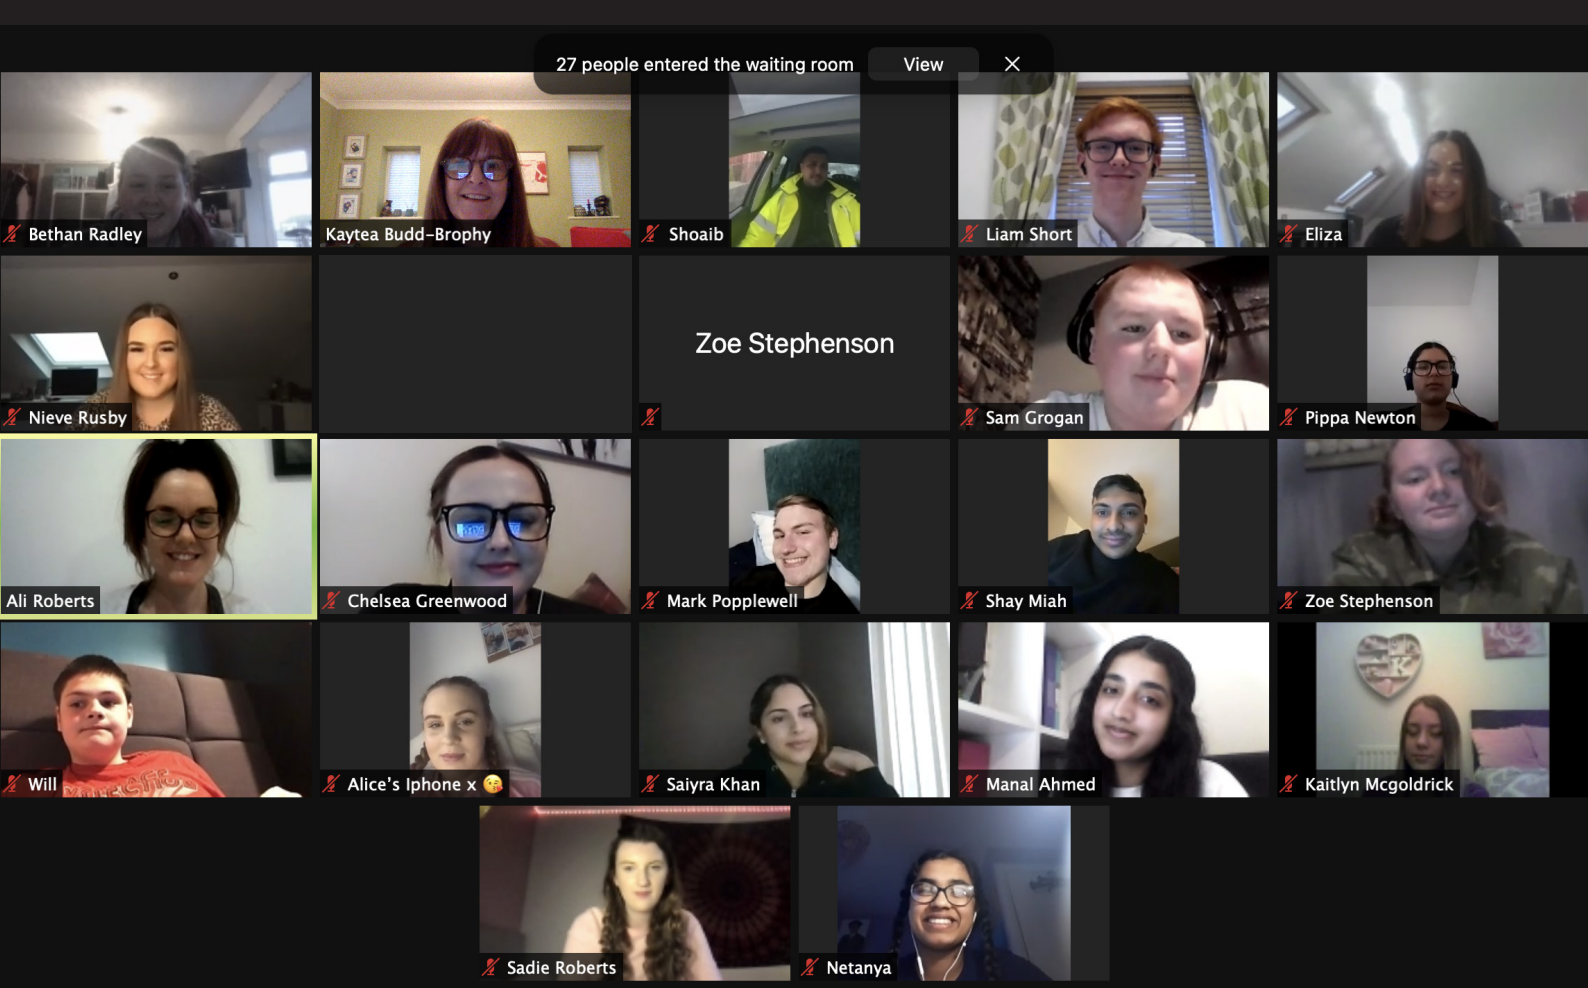 27 people entered the waiting room View
Bethan Radley
Kaytea Budd-Brophy
Shoaib
Liam Short
Eliza
Nieve Rusby
Zoe Stephenson
Sam Grogan
Pippa Newton
Ali Roberts
Chelsea Greenwood
Mark Popplewell
Shay Miah
Zoe Stephenson
Will
Alice's Iphone x 😘
Saiyra Khan
Manal Ahmed
K
Kaitlyn Mcgoldrick
Sadie Roberts
Netanya